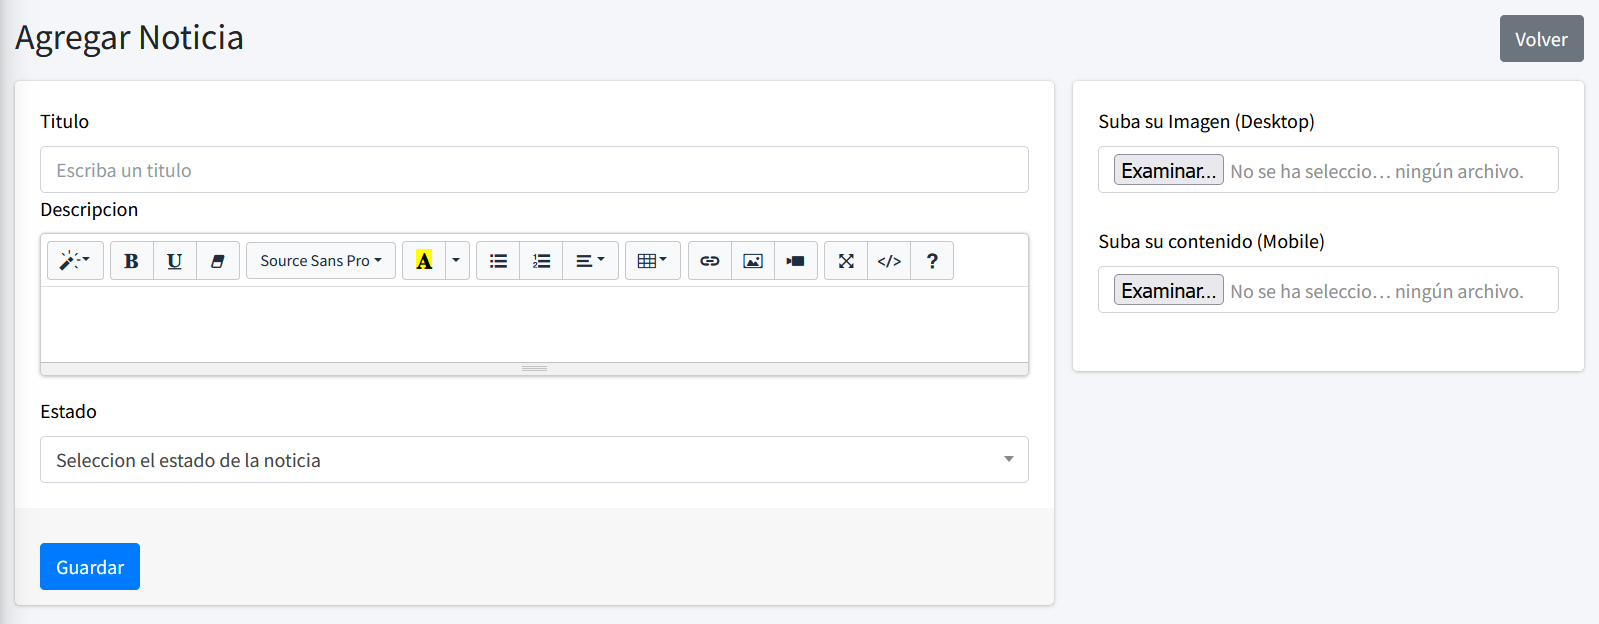 Agregar Noticia
Volver
Titulo
Escriba un titulo
Descripcion
B U Source Sans Pro A </> ?
Estado
Seleccion el estado de la noticia
Guardar
Suba su Imagen (Desktop)
Examinar... No se ha seleccio... ningún archivo.
Suba su contenido (Mobile)
Examinar... No se ha seleccio... ningún archivo.